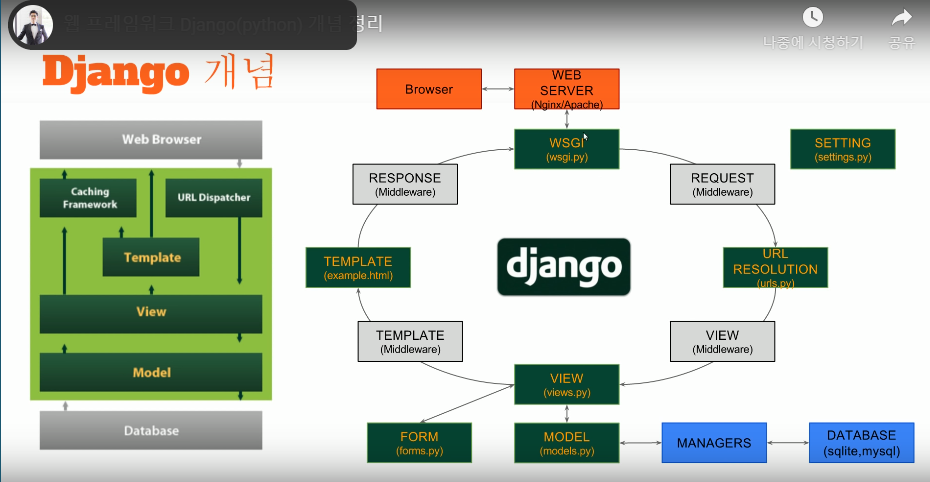 웹 프레임워크 Django(python) 개념 정리
나중에 시청하기
공유
Django 개념
Web Browser
Caching
Framework
URL Dispatcher
Template
View
Model
Database
Browser
WEB
SERVER
(Nginx/Apache)
WSGI
(wsgi.py)
SETTING
(settings.py)
RESPONSE
(Middleware)
REQUEST
(Middleware)
TEMPLATE
(example.html)
django
URL
RESOLUTION
(urls.py)
TEMPLATE
(Middleware)
VIEW
(Middleware)
VIEW
(views.py)
FORM
(forms.py)
MODEL
(models.py)
MANAGERS
DATABASE
(sqlite,mysql)